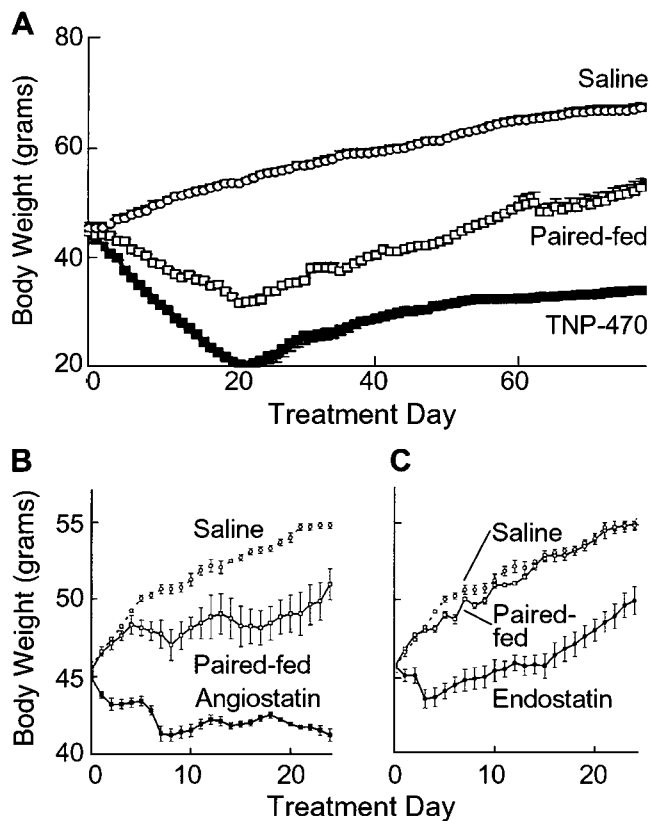 A
80
60
40
20
Body Weight (grams)
Saline
Paired-fed
TNP-470
0 20 40 60
Treatment Day
B
55
50
45
40
Body Weight (grams)
Saline
Paired-fed
Angiostatin
0 10 20
C
Saline
Paired-
fed
Endostatin
0 10 20
Treatment Day